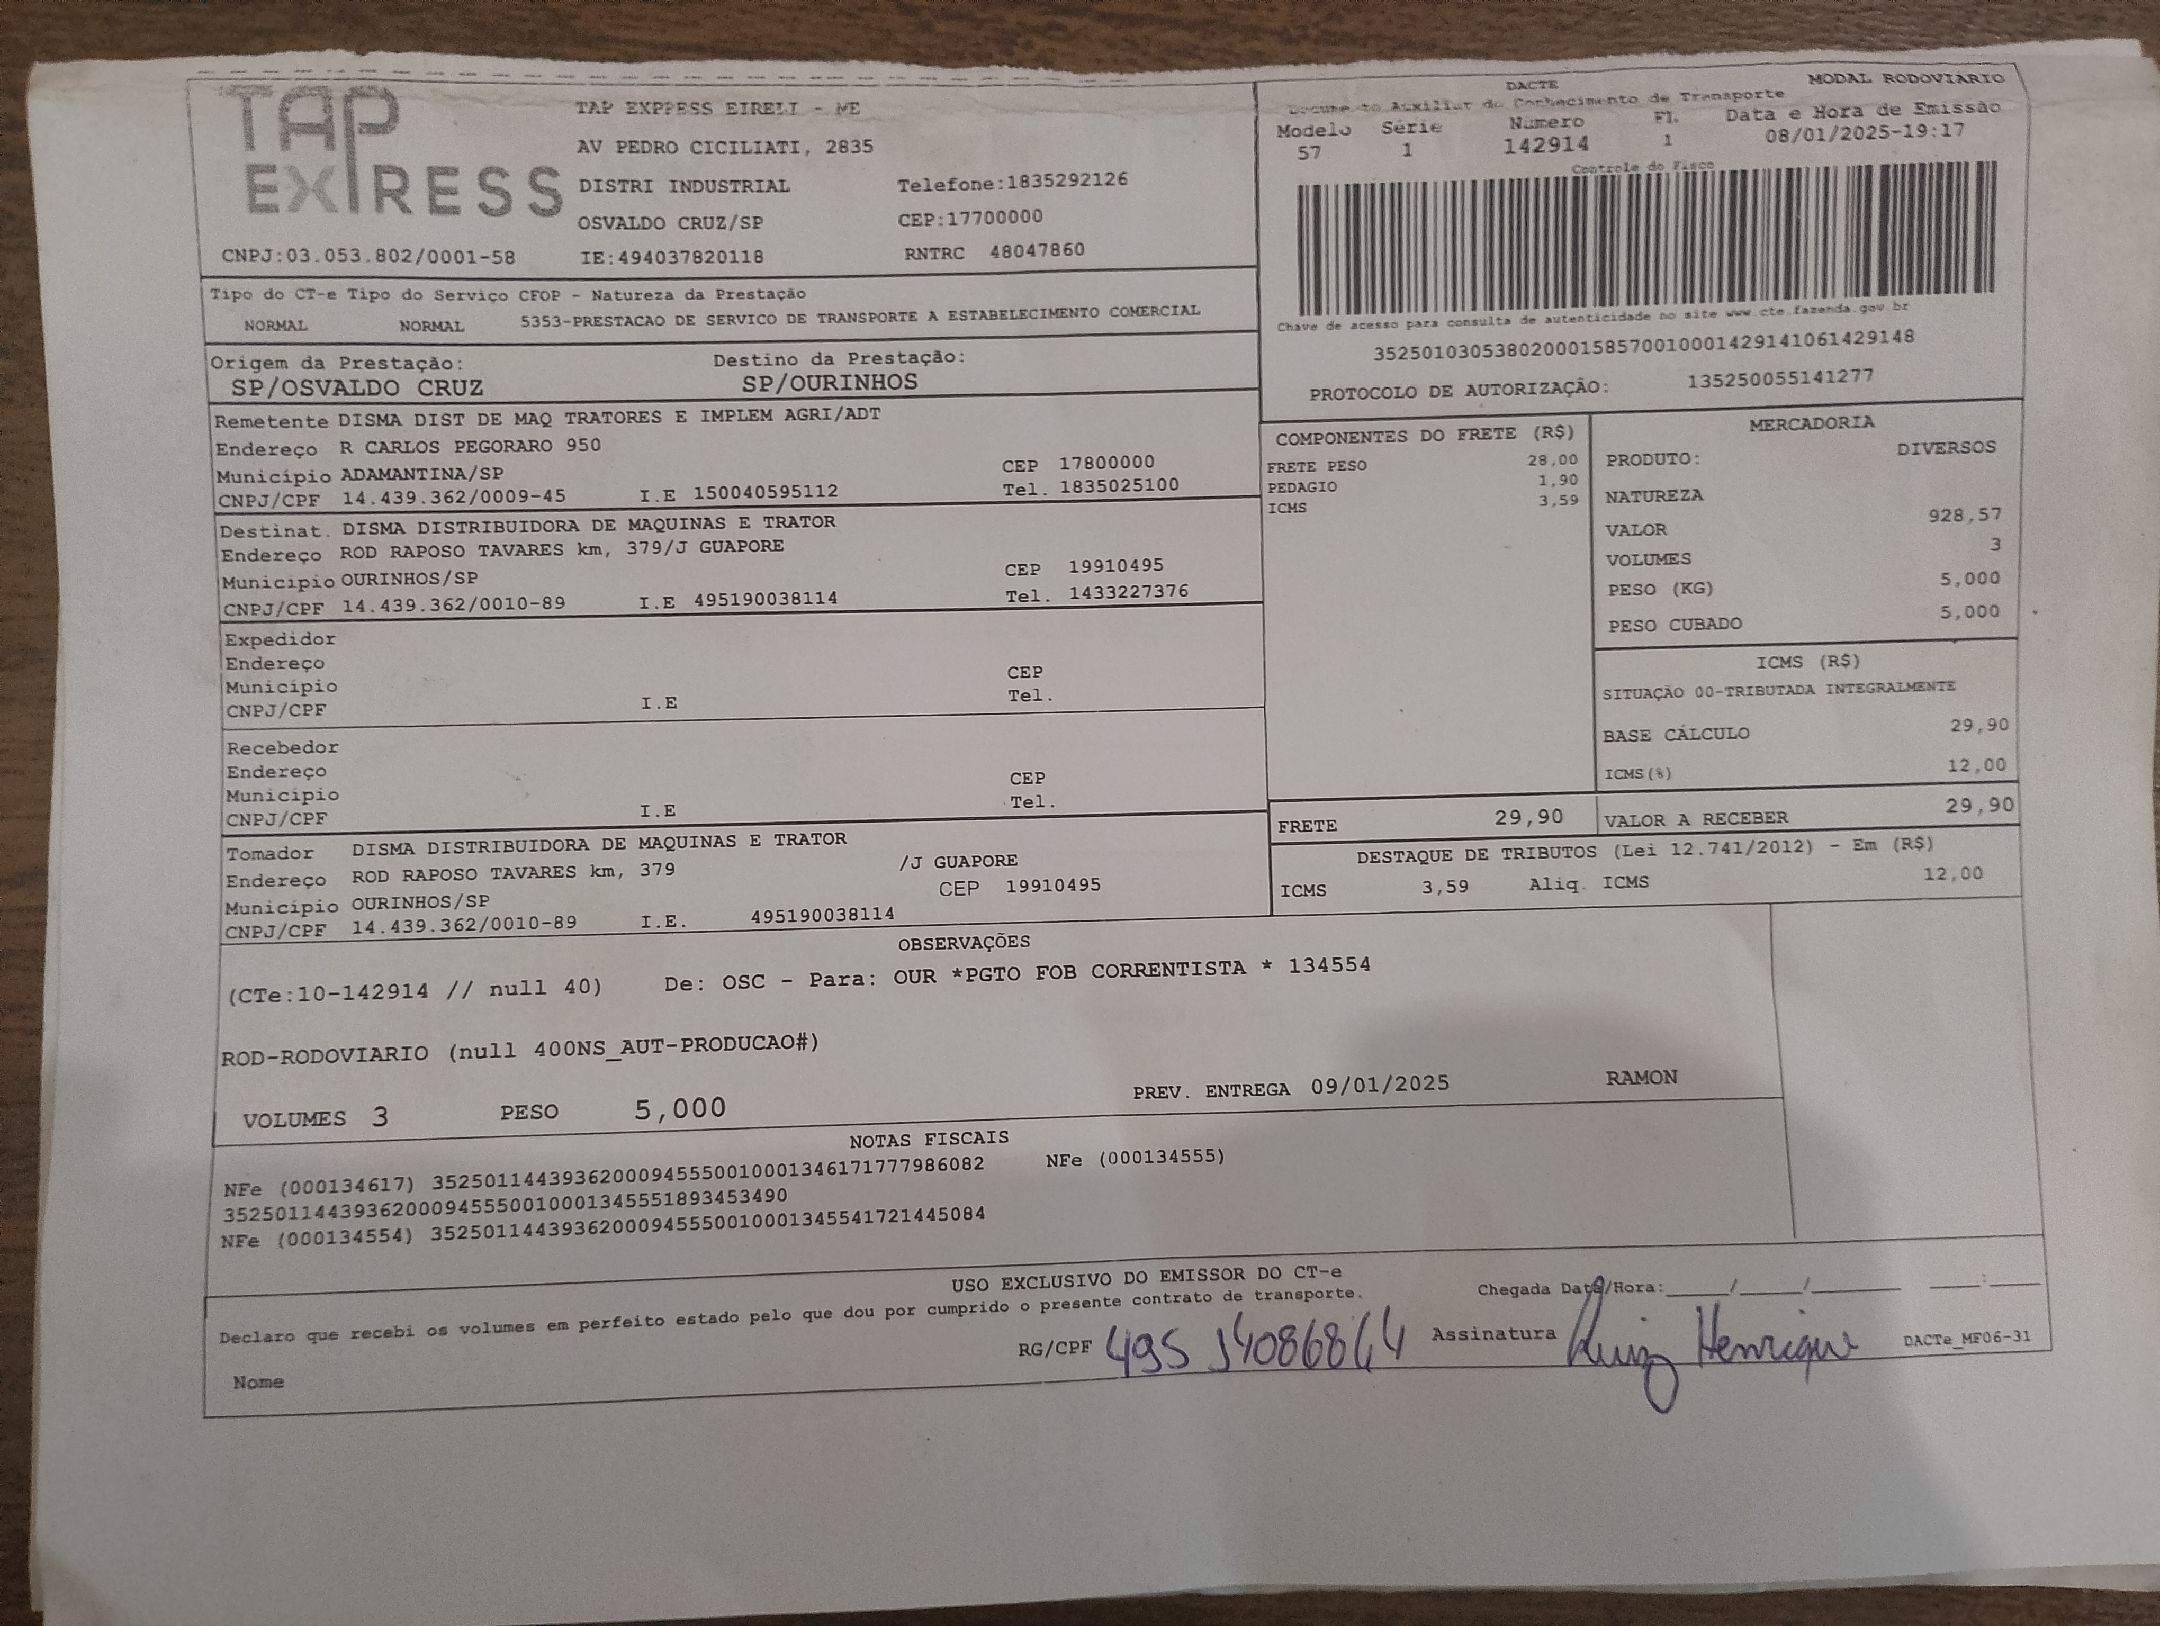 TAP
EXPRESS
TAP EXPRESS EIRELI - ME
AV PEDRO CICILIATI, 2835
DISTRI INDUSTRIAL Telefone:1835292126
OSVALDO CRUZ/SP CEP:17700000
CNPJ:03.053.802/0001-58 IE:494037820118 RNTRC 48047860
DACTE MODAL RODOVIÁRIO
Documento Auxiliar do Conhecimento de Transporte
Modelo Série Número Fl. Data e Hora de Emissão
57 1 142914 1 08/01/2025-19:17
Controle do Fisco
Chave de acesso para consulta de autenticidade no site www.cte.fazenda.gov.br
35250103053802000158570010001429141061429148
PROTOCOLO DE AUTORIZAÇÃO: 135250055141277
Tipo do CT-e Tipo do Serviço CFOP - Natureza da Prestação
NORMAL NORMAL 5353-PRESTACAO DE SERVICO DE TRANSPORTE A ESTABELECIMENTO COMERCIAL
Origem da Prestação: Destino da Prestação:
SP/OSVALDO CRUZ SP/OURINHOS
Remetente DISMA DIST DE MAQ TRATORES E IMPLEM AGRI/ADT
Endereço R CARLOS PEGORARO 950
Município ADAMANTINA/SP CEP 17800000
CNPJ/CPF 14.439.362/0009-45 I.E 150040595112 Tel. 1835025100
Destinat. DISMA DISTRIBUIDORA DE MAQUINAS E TRATOR
Endereço ROD RAPOSO TAVARES km, 379/J GUAPORE
Município OURINHOS/SP CEP 19910495
CNPJ/CPF 14.439.362/0010-89 I.E 495190038114 Tel. 1433227376
Expedidor
Endereço
Município CEP
CNPJ/CPF I.E Tel.
Recebedor
Endereço
Município CEP
CNPJ/CPF I.E Tel.
Tomador DISMA DISTRIBUIDORA DE MAQUINAS E TRATOR
Endereço ROD RAPOSO TAVARES km, 379 /J GUAPORE
Município OURINHOS/SP CEP 19910495
CNPJ/CPF 14.439.362/0010-89 I.E. 495190038114
COMPONENTES DO FRETE (R$)
FRETE PESO 28,00
PEDAGIO 1,90
ICMS 3,59
MERCADORIA
PRODUTO: DIVERSOS
NATUREZA
VALOR 928,57
VOLUMES 3
PESO (KG) 5,000
PESO CUBADO 5,000
ICMS (R$)
SITUAÇÃO 00-TRIBUTADA INTEGRALMENTE
BASE CÁLCULO 29,90
ICMS(%) 12,00
FRETE 29,90 VALOR A RECEBER 29,90
DESTAQUE DE TRIBUTOS (Lei 12.741/2012) - Em (R$)
ICMS 3,59 Aliq. ICMS 12,00
OBSERVAÇÕES
(CTe:10-142914 // null 40) De: OSC - Para: OUR *PGTO FOB CORRENTISTA * 134554
ROD-RODOVIARIO (null 400NS_AUT-PRODUCAO#)
VOLUMES 3 PESO 5,000 PREV. ENTREGA 09/01/2025 RAMON
NOTAS FISCAIS
NFe (000134617) 35250114439362000945550010001346171777986082 NFe (000134555)
35250114439362000945550010001345551893453490
NFe (000134554) 35250114439362000945550010001345541721445084
USO EXCLUSIVO DO EMISSOR DO CT-e
Declaro que recebi os volumes em perfeito estado pelo que dou por cumprido o presente contrato de transporte. Chegada Data/Hora:____/____/______ ____:____
RG/CPF Assinatura Luiz Henrique DACTe_MF06-31
Nome